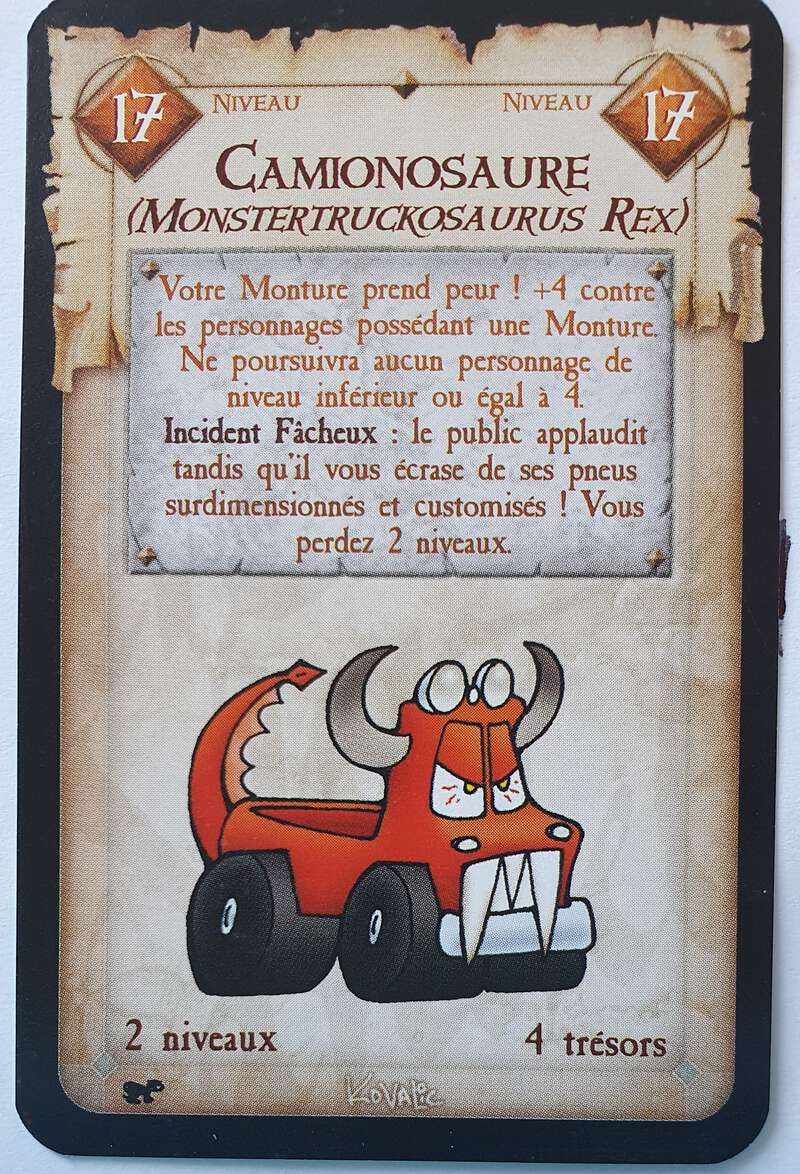 17 Niveau Niveau 17
Camionosaure
(Monstertruckosaurus Rex)
Votre Monture prend peur ! +4 contre
les personnages possédant une Monture.
Ne poursuivra aucun personnage de
niveau inférieur ou égal à 4.
Incident Fâcheux : le public applaudit
tandis qu'il vous écrase de ses pneus
surdimensionnés et customisés ! Vous
perdez 2 niveaux.
2 niveaux 4 trésors
Kovalic